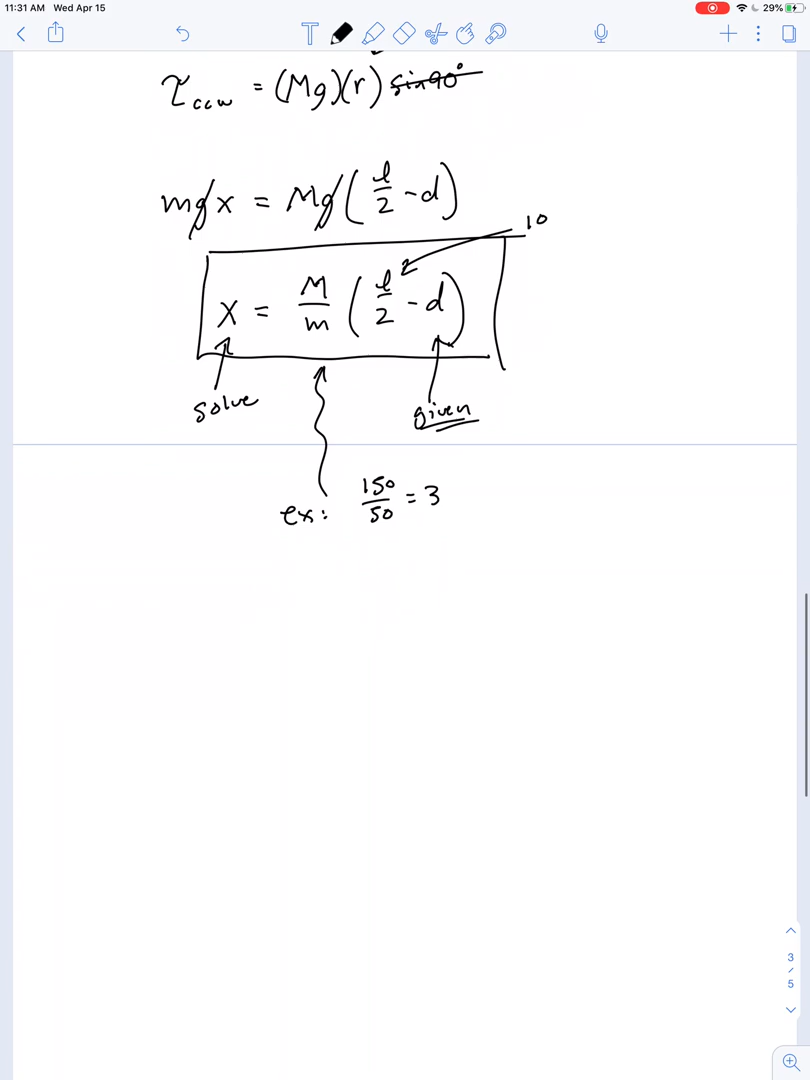 11:31 AM Wed Apr 15
29%
T
τccw = (Mg)(r) sin90°
mgx = Mg(l/2 - d)
10
x = M/m (l/2 - d)
solve
given
ex: 150/50 = 3
3
/
5